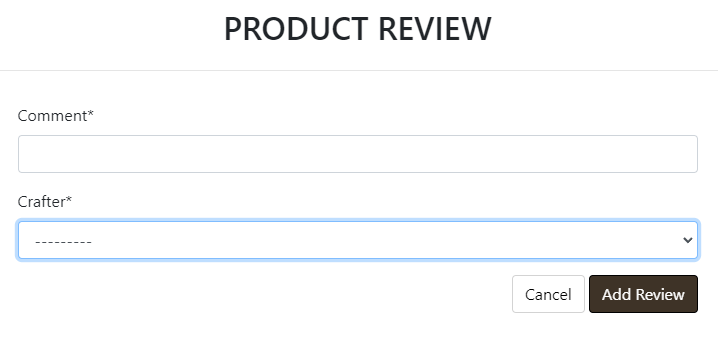 PRODUCT REVIEW
Comment*
Crafter*
---------
Cancel Add Review